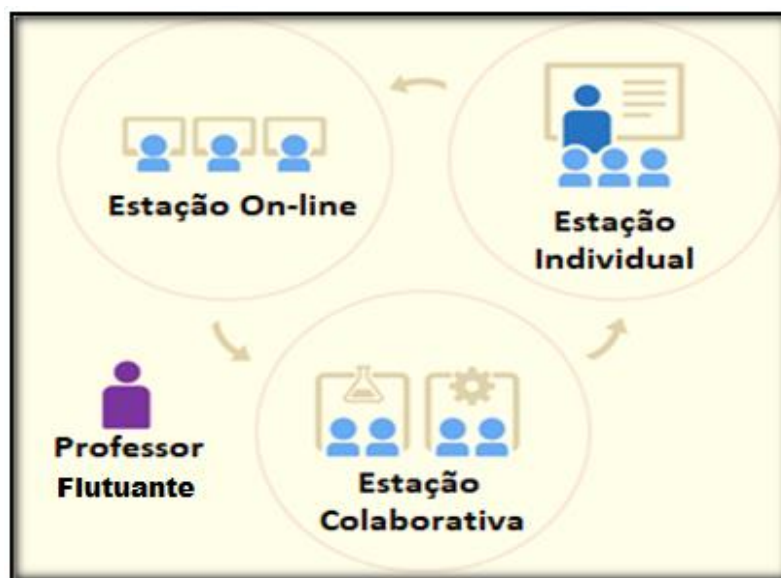 Estação On-line
Estação
Individual
Professor
Flutuante
Estação
Colaborativa